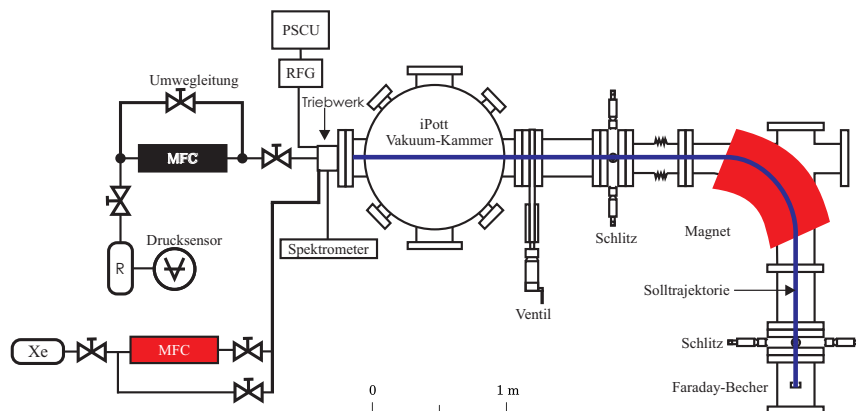 PSCU
RFG
Umwegleitung
Triebwerk
iPott
Vakuum-Kammer
MFC
Schlitz
Magnet
Drucksensor
R
Spektrometer
Ventil
Solltrajektorie
Xe
MFC
Schlitz
Faraday-Becher
0
1 m